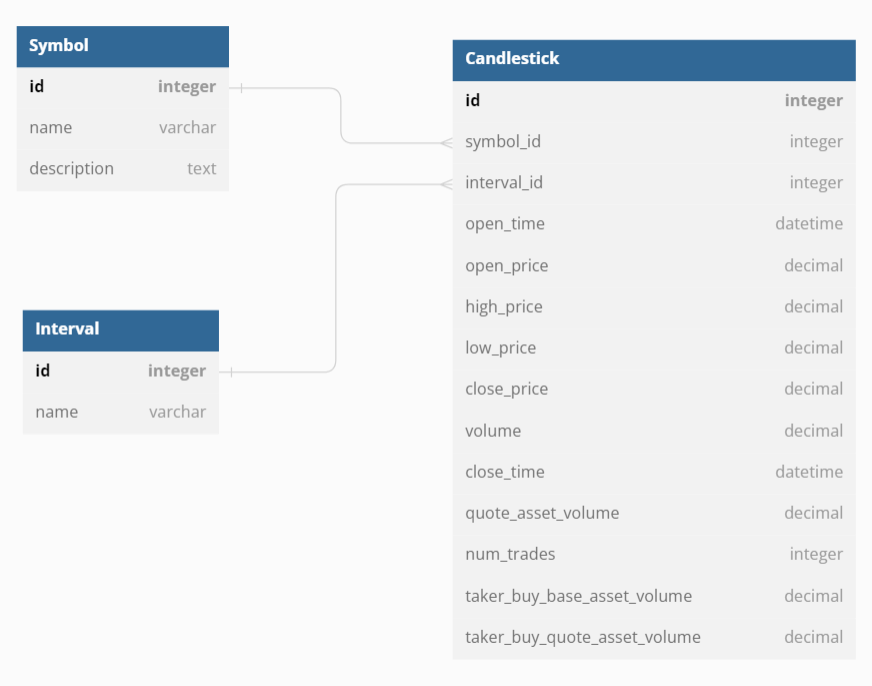 Symbol
id integer
name varchar
description text
Interval
id integer
name varchar
Candlestick
id integer
symbol_id integer
interval_id integer
open_time datetime
open_price decimal
high_price decimal
low_price decimal
close_price decimal
volume decimal
close_time datetime
quote_asset_volume decimal
num_trades integer
taker_buy_base_asset_volume decimal
taker_buy_quote_asset_volume decimal